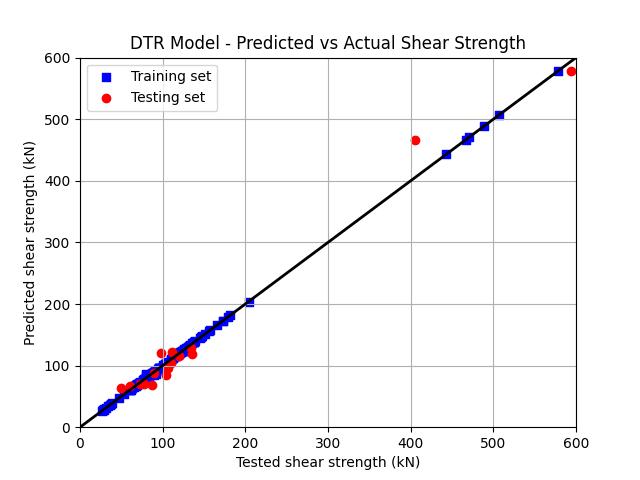 DTR Model - Predicted vs Actual Shear Strength
Training set
Testing set
Predicted shear strength (kN)
600
500
400
300
200
100
0
0 100 200 300 400 500 600
Tested shear strength (kN)